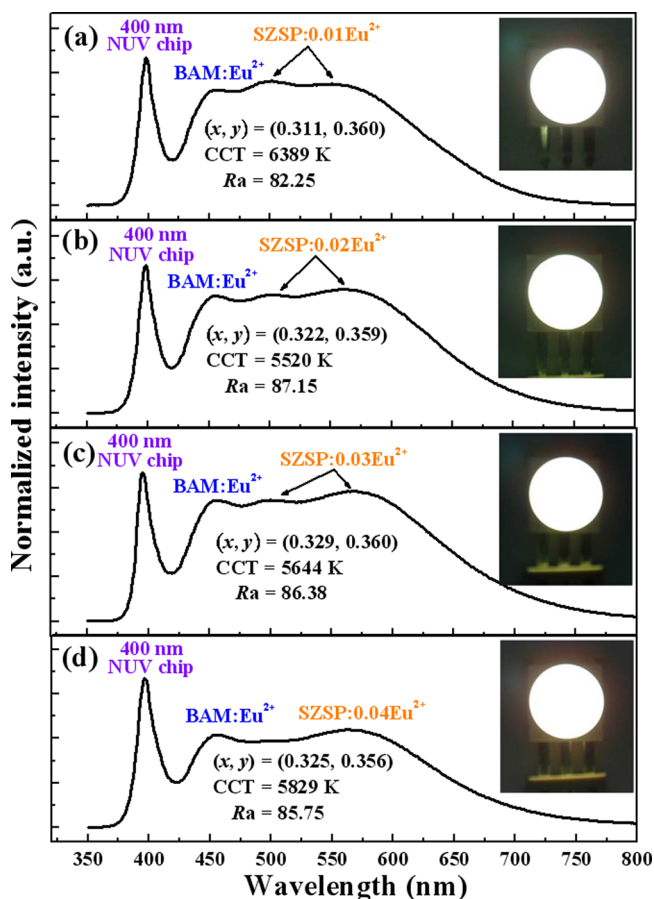 Normalized intensity (a.u.)
(a)
400 nm
NUV chip
SZSP:0.01Eu²⁺
BAM:Eu²⁺
(x, y) = (0.311, 0.360)
CCT = 6389 K
Ra = 82.25
(b)
400 nm
NUV chip
SZSP:0.02Eu²⁺
BAM:Eu²⁺
(x, y) = (0.322, 0.359)
CCT = 5520 K
Ra = 87.15
(c)
400 nm
NUV chip
SZSP:0.03Eu²⁺
BAM:Eu²⁺
(x, y) = (0.329, 0.360)
CCT = 5644 K
Ra = 86.38
(d)
400 nm
NUV chip
BAM:Eu²⁺
SZSP:0.04Eu²⁺
(x, y) = (0.325, 0.356)
CCT = 5829 K
Ra = 85.75
350 400 450 500 550 600 650 700 750 800
Wavelength (nm)